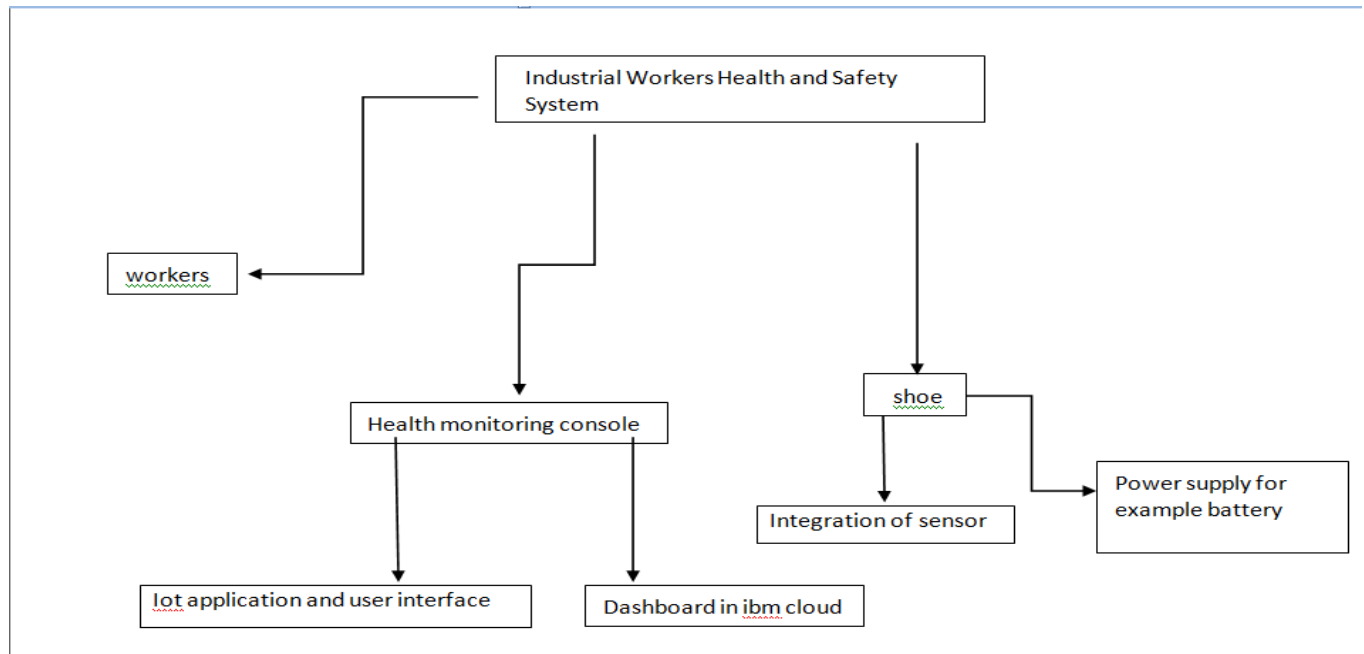 Industrial Workers Health and Safety
System
workers
shoe
Health monitoring console
Power supply for
example battery
Integration of sensor
Iot application and user interface
Dashboard in ibm cloud